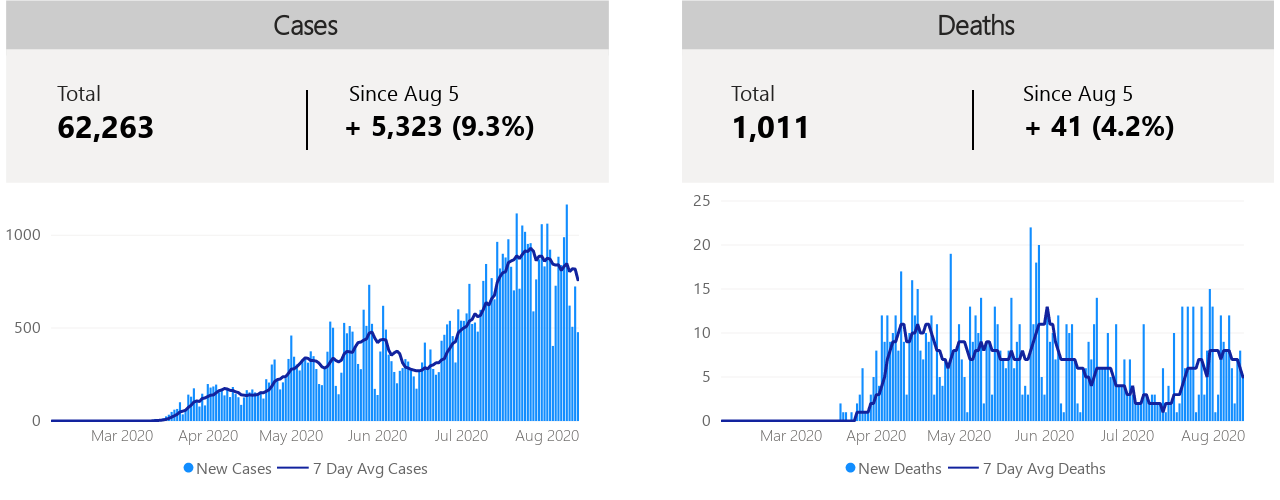 Cases
Total
62,263
Since Aug 5
+ 5,323 (9.3%)
1000
500
0
Mar 2020 Apr 2020 May 2020 Jun 2020 Jul 2020 Aug 2020
New Cases 7 Day Avg Cases
Deaths
Total
1,011
Since Aug 5
+ 41 (4.2%)
25
20
15
10
5
0
Mar 2020 Apr 2020 May 2020 Jun 2020 Jul 2020 Aug 2020
New Deaths 7 Day Avg Deaths